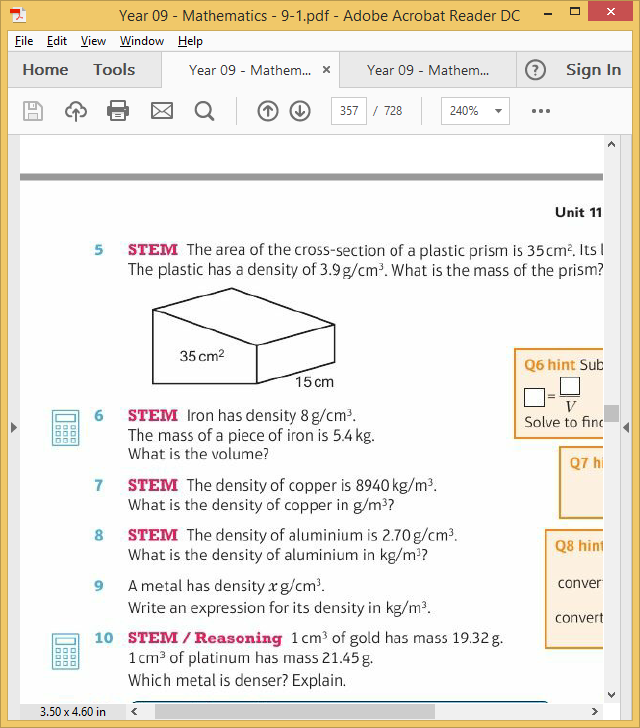 Year 09 - Mathematics - 9-1.pdf - Adobe Acrobat Reader DC
File Edit View Window Help
Home Tools Year 09 - Mathem... × Year 09 - Mathem... ? Sign In
357 / 728 240%
Unit 11
5 STEM The area of the cross-section of a plastic prism is 35 cm². Its
The plastic has a density of 3.9 g/cm³. What is the mass of the prism?
35 cm²
15 cm
Q6 hint Sub
□ = □/V
Solve to find
6 STEM Iron has density 8 g/cm³.
The mass of a piece of iron is 5.4 kg.
What is the volume?
Q7 hi
7 STEM The density of copper is 8940 kg/m³.
What is the density of copper in g/m³?
8 STEM The density of aluminium is 2.70 g/cm³.
What is the density of aluminium in kg/m³?
Q8 hint
conver
convert
9 A metal has density x g/cm³.
Write an expression for its density in kg/m³.
10 STEM / Reasoning 1 cm³ of gold has mass 19.32 g.
1 cm³ of platinum has mass 21.45 g.
Which metal is denser? Explain.
3.50 x 4.60 in